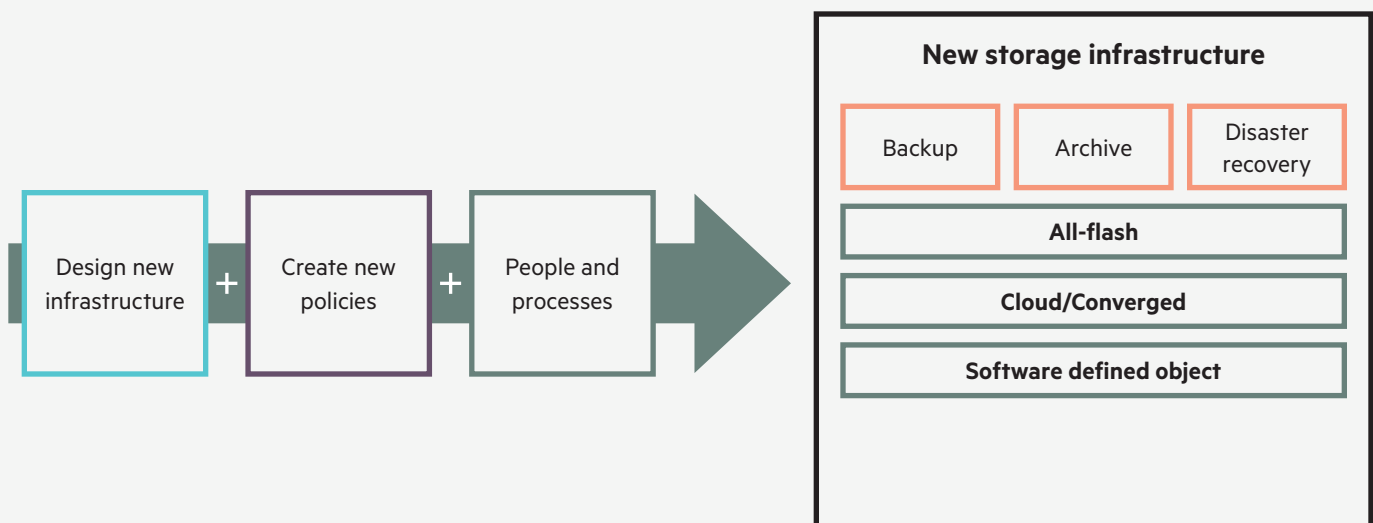 New storage infrastructure
Backup
Archive
Disaster
recovery
All-flash
Cloud/Converged
Software defined object
Design new
infrastructure
+
Create new
policies
+
People and
processes